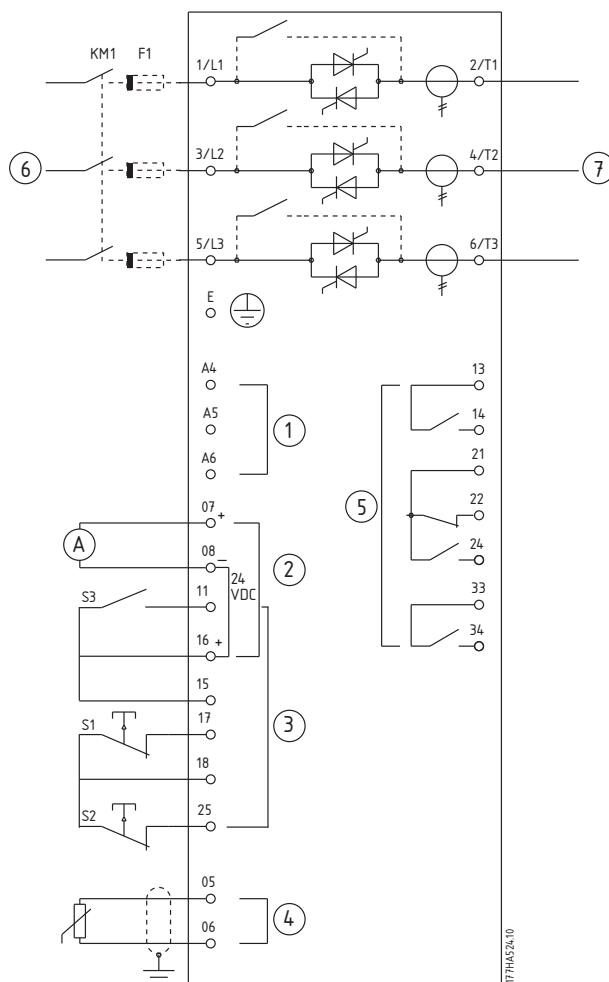 KM1 F1 1/L1 2/T1
6 3/L2 4/T2 7
5/L3 6/T3
E
A4 13
A5 1 14
A6 21
5 22
07 +
A 08 – 2 24
24 VDC
S3 11 33
16 + 34
15
S1 17 3
18
S2 25
05
06 4
177HA524.10